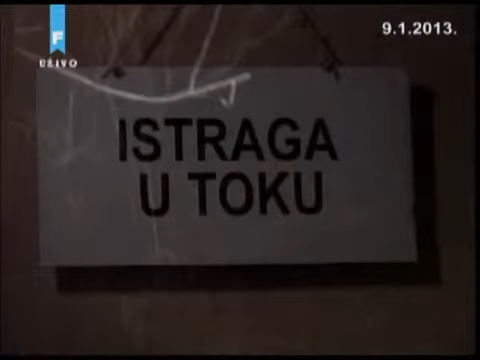 F
UŽIVO
9.1.2013.
ISTRAGA
U TOKU